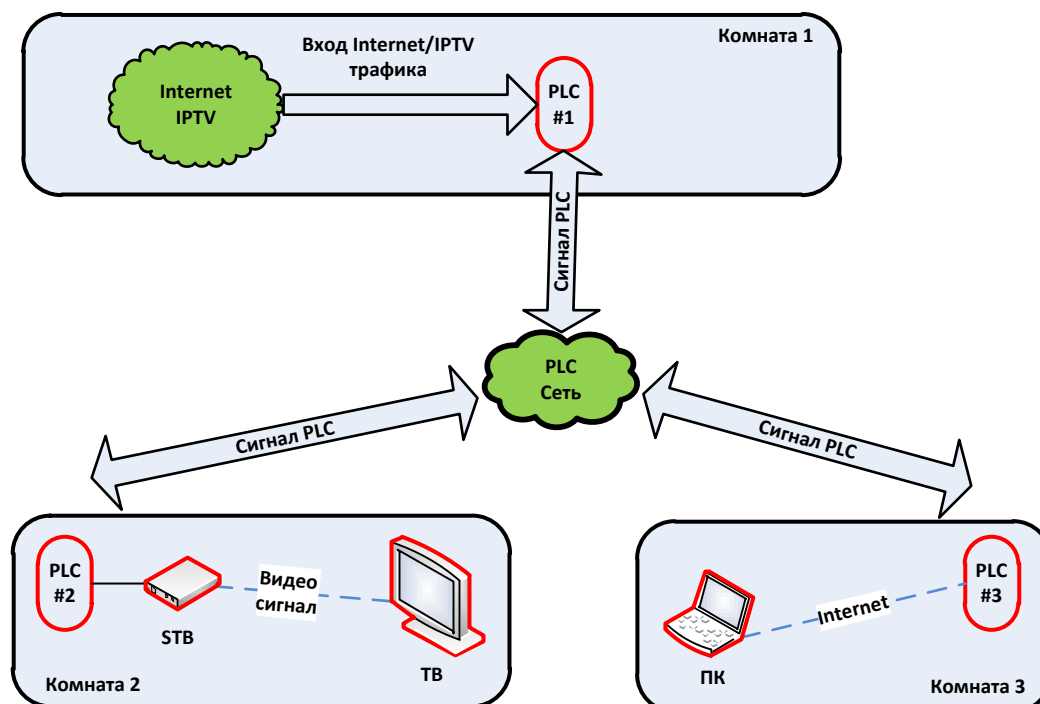 Комната 1
Вход Internet/IPTV
трафика
Internet
IPTV
PLC
#1
Сигнал PLC
PLC
Сеть
Сигнал PLC
Сигнал PLC
PLC
#2
STB
Видео
сигнал
ТВ
Комната 2
ПК
Internet
PLC
#3
Комната 3